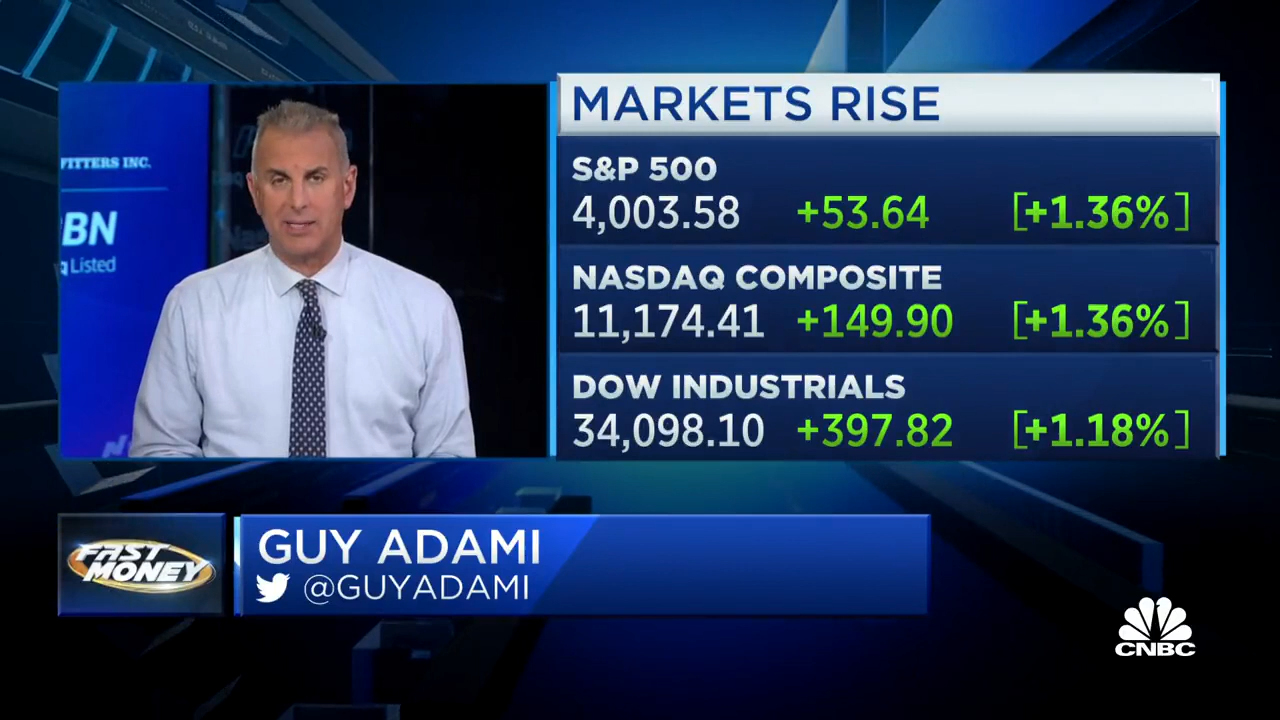 FITTERS INC.
BN
Listed
MARKETS RISE
S&P 500
4,003.58 +53.64 [+1.36%]
NASDAQ COMPOSITE
11,174.41 +149.90 [+1.36%]
DOW INDUSTRIALS
34,098.10 +397.82 [+1.18%]
FAST
MONEY
GUY ADAMI
@GUYADAMI
CNBC